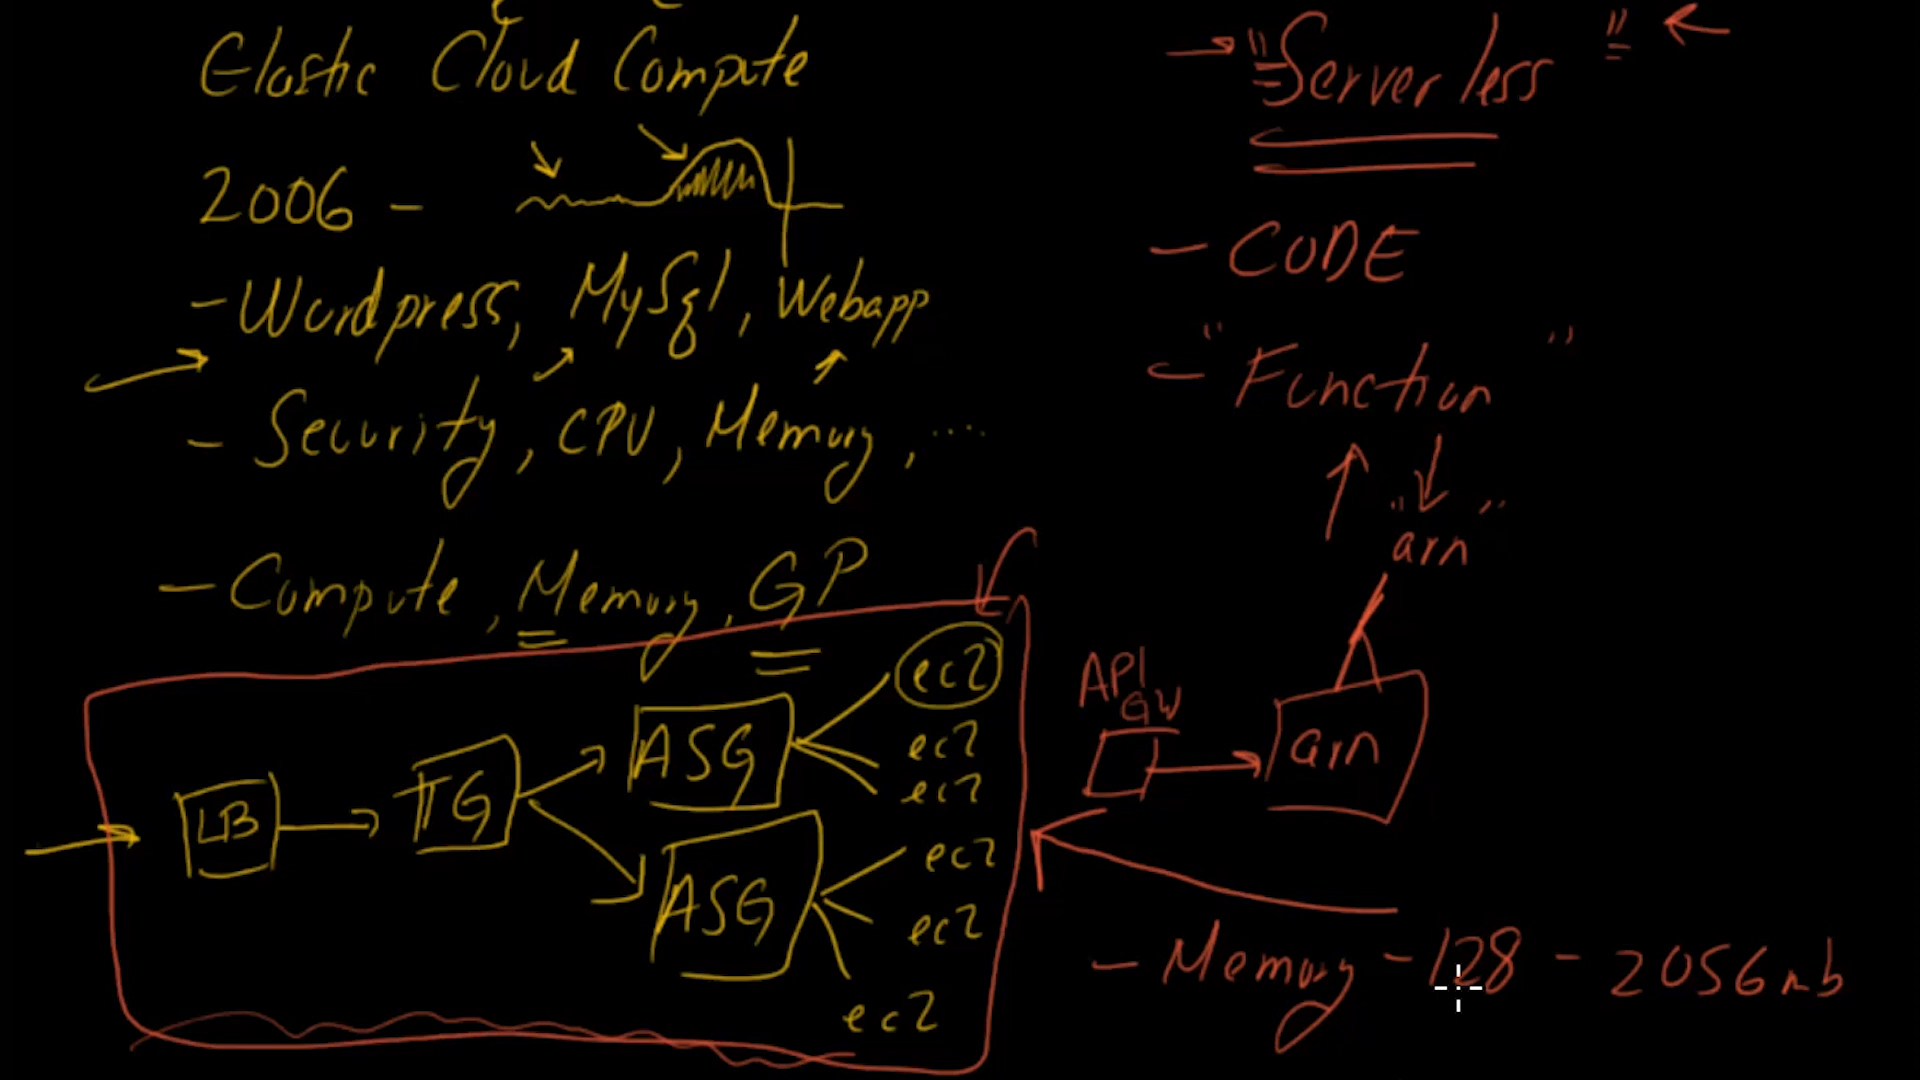 Elastic Cloud Compute
2006 -
- Wordpress, MySql, Webapp
- Security, CPU, Memory, ....
- Compute, Memory, GP
LB
TG
ASG
ec2
ec2
ec2
ASG
ec2
ec2
ec2
"Serverless"
- CODE
- "Function"
"arn"
API
GW
arn
- Memory - 128 - 2056mb